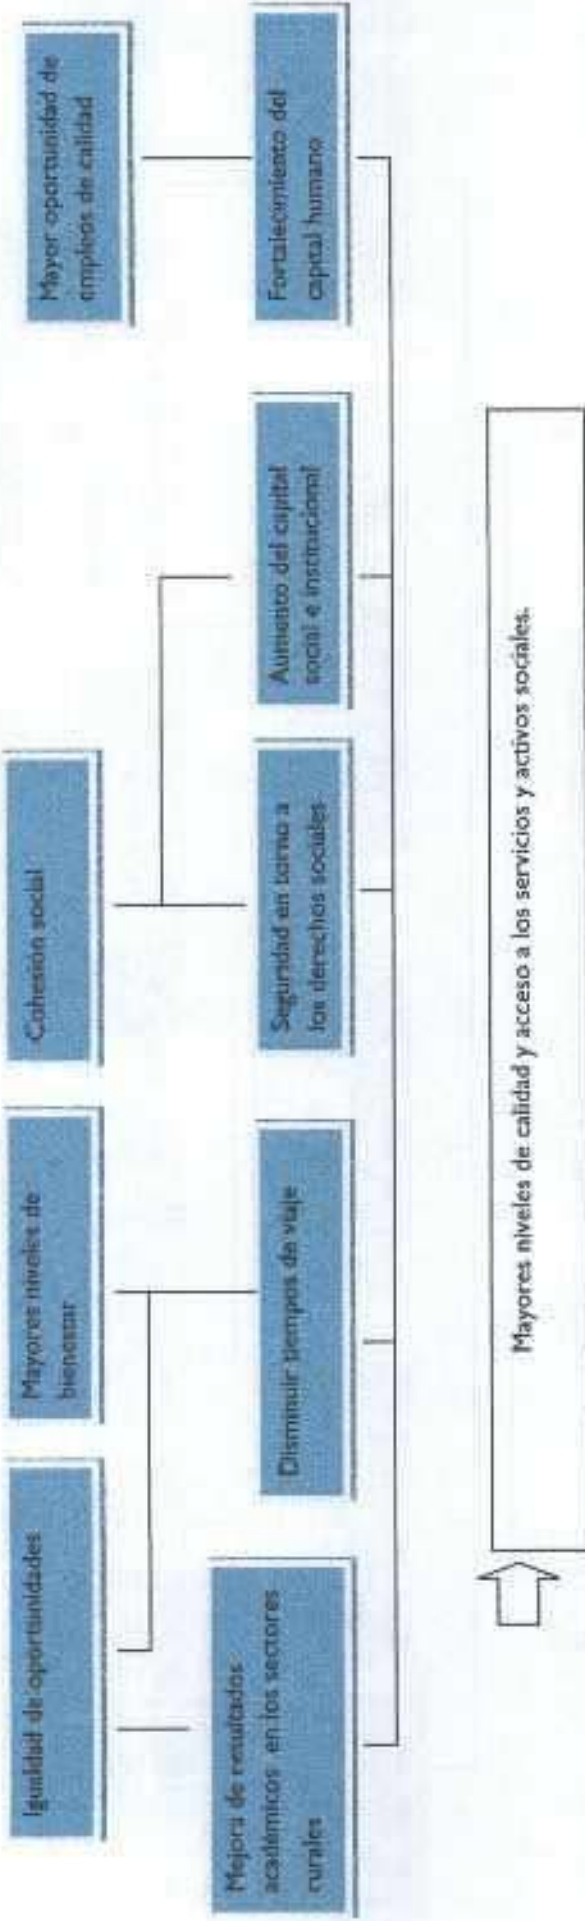 Igualdad de oportunidades
Mayores niveles de
bienestar
Cohesión social
Mayor oportunidad de
empleos de calidad
Mejora de resultados
académicos en los sectores
rurales
Disminuir tiempos de viaje
Seguridad en torno a
los derechos sociales
Aumento del capital
social e institucional
Fortalecimiento del
capital humano
Mayores niveles de calidad y acceso a los servicios y activos sociales.